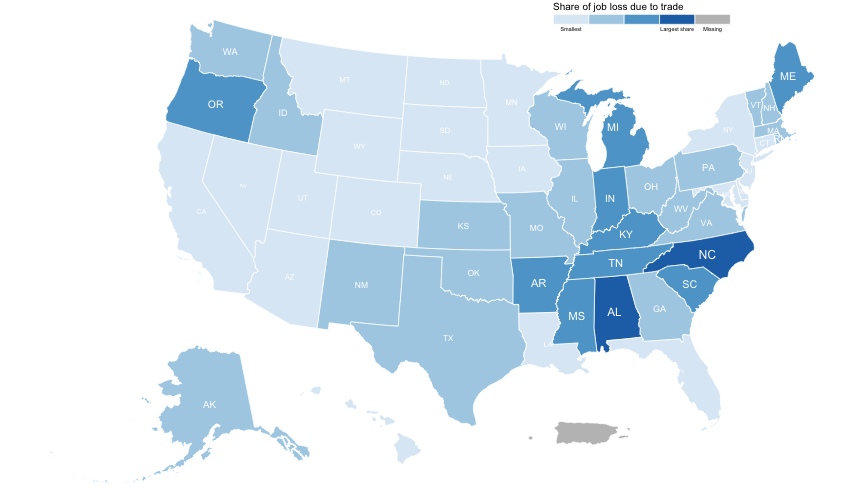 Share of job loss due to trade
Smallest Largest share Missing
WA
MT
ND
MN
ME
OR
ID
SD
WI
MI
VT
NH
NY
MA
CT
WY
IA
PA
NE
OH
NV
UT
CO
IL
IN
WV
VA
CA
KS
MO
KY
NC
TN
AZ
NM
OK
AR
SC
MS
AL
GA
TX
LA
AK